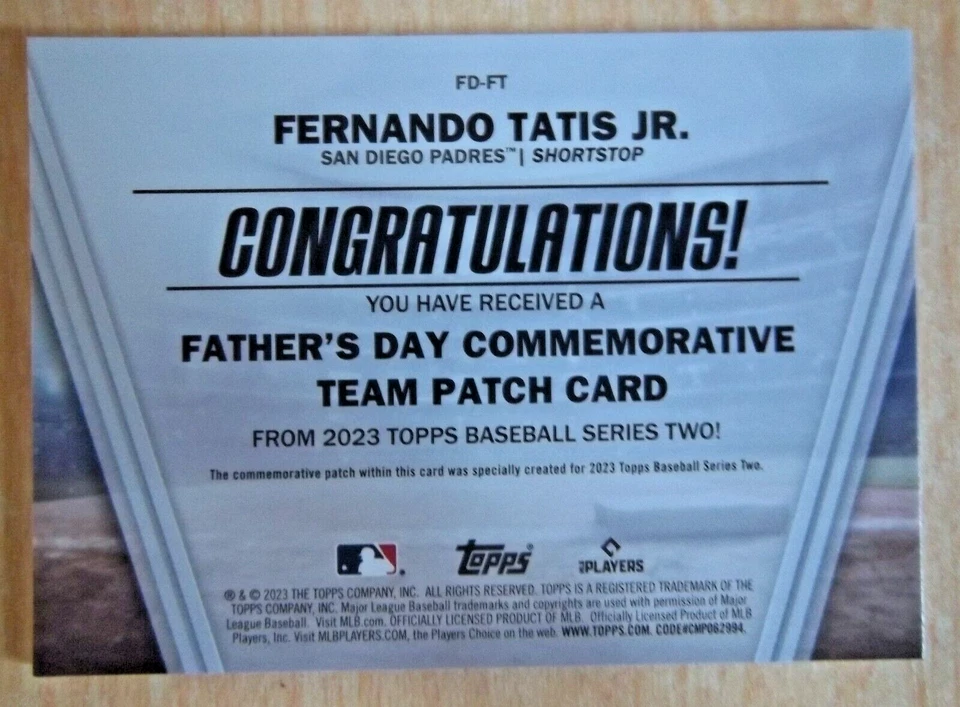 FD-FT
FERNANDO TATIS JR.
SAN DIEGO PADRES™ | SHORTSTOP
CONGRATULATIONS!
YOU HAVE RECEIVED A
FATHER'S DAY COMMEMORATIVE
TEAM PATCH CARD
FROM 2023 TOPPS BASEBALL SERIES TWO!
The commemorative patch within this card was specially created for 2023 Topps Baseball Series Two.
topps® PLAYERS
® & © 2023 THE TOPPS COMPANY, INC. ALL RIGHTS RESERVED. TOPPS IS A REGISTERED TRADEMARK OF THE
TOPPS COMPANY, INC. Major League Baseball trademarks and copyrights are used with permission of Major
League Baseball. Visit MLB.com. OFFICIALLY LICENSED PRODUCT OF MLB. Officially Licensed Product of MLB
Players, Inc. Visit MLBPLAYERS.COM, the Players Choice on the web. WWW.TOPPS.COM. CODE#CMP082994.